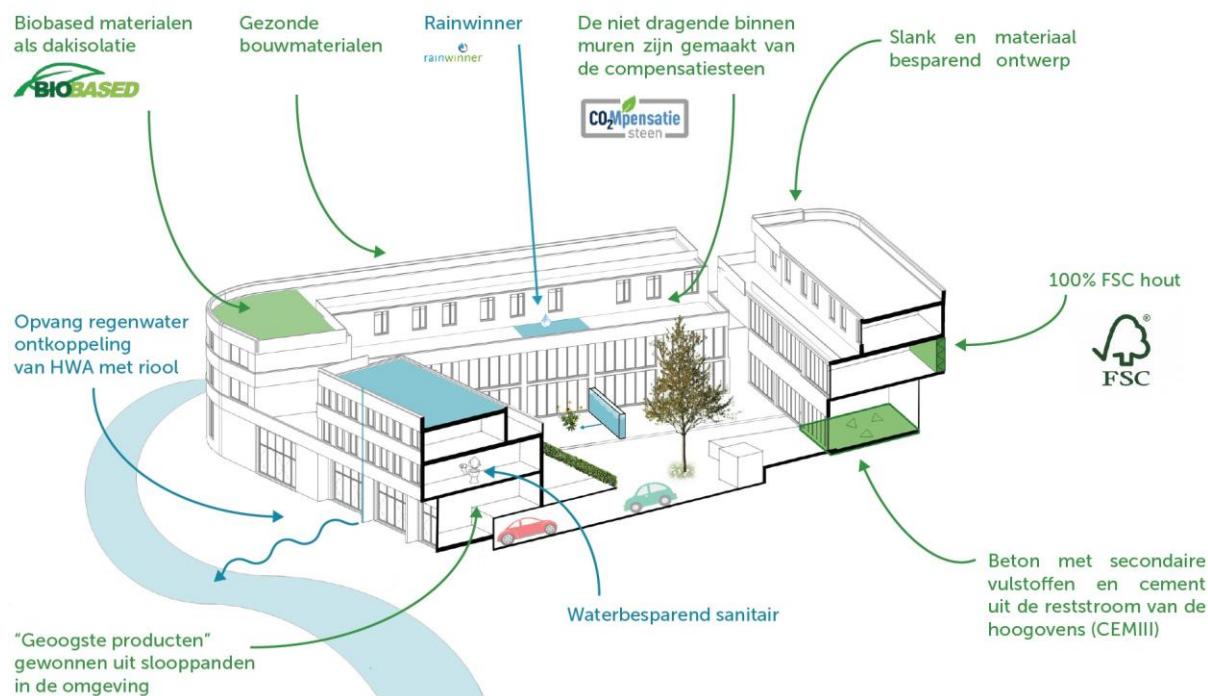 Biobased materialen
als dakisolatie
BIOBASED
Gezonde
bouwmaterialen
Rainwinner
rainwinner
De niet dragende binnen
muren zijn gemaakt van
de compensatiesteen
CO2Mpensatie
steen
Slank en materiaal
besparend ontwerp
100% FSC hout
®
FSC
Opvang regenwater
ontkoppeling
van HWA met riool
Beton met secondaire
vulstoffen en cement
uit de reststroom van de
hoogovens (CEMIII)
Waterbesparend sanitair
"Geoogste producten"
gewonnen uit slooppanden
in de omgeving